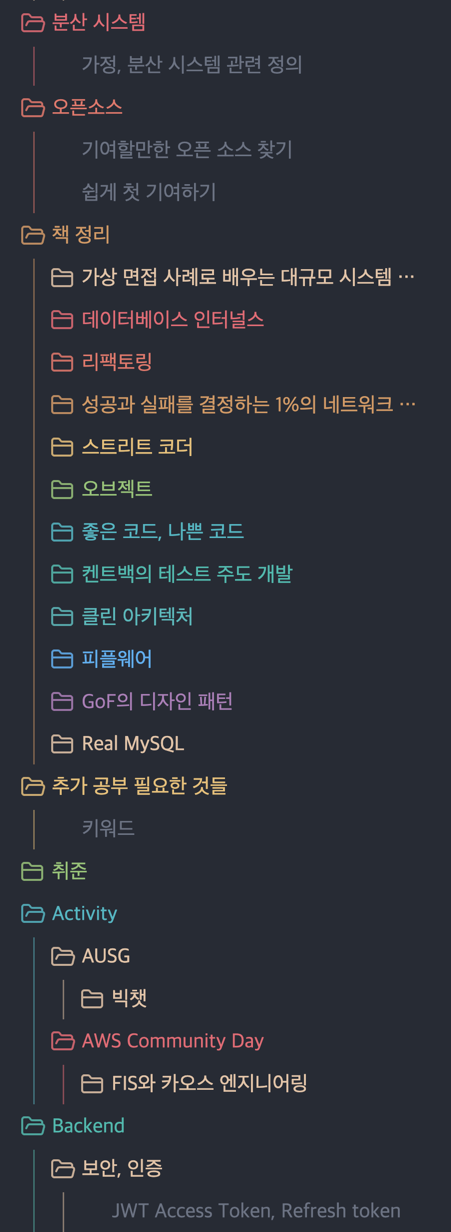 분산 시스템
가정, 분산 시스템 관련 정의
오픈소스
기여할만한 오픈 소스 찾기
쉽게 첫 기여하기
책 정리
가상 면접 사례로 배우는 대규모 시스템 ···
데이터베이스 인터널스
리팩토링
성공과 실패를 결정하는 1%의 네트워크 ···
스트리트 코더
오브젝트
좋은 코드, 나쁜 코드
켄트백의 테스트 주도 개발
클린 아키텍처
피플웨어
GoF의 디자인 패턴
Real MySQL
추가 공부 필요한 것들
키워드
취준
Activity
AUSG
빅챗
AWS Community Day
FIS와 카오스 엔지니어링
Backend
보안, 인증
JWT Access Token, Refresh token